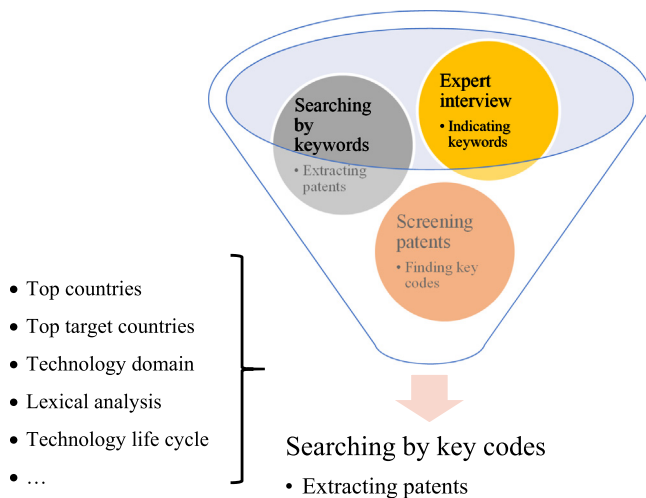 Searching
by
keywords
• Extracting
patents
Expert
interview
• Indicating
keywords
Screening
patents
• Finding key
codes
• Top countries
• Top target countries
• Technology domain
• Lexical analysis
• Technology life cycle
• …
Searching by key codes
• Extracting patents